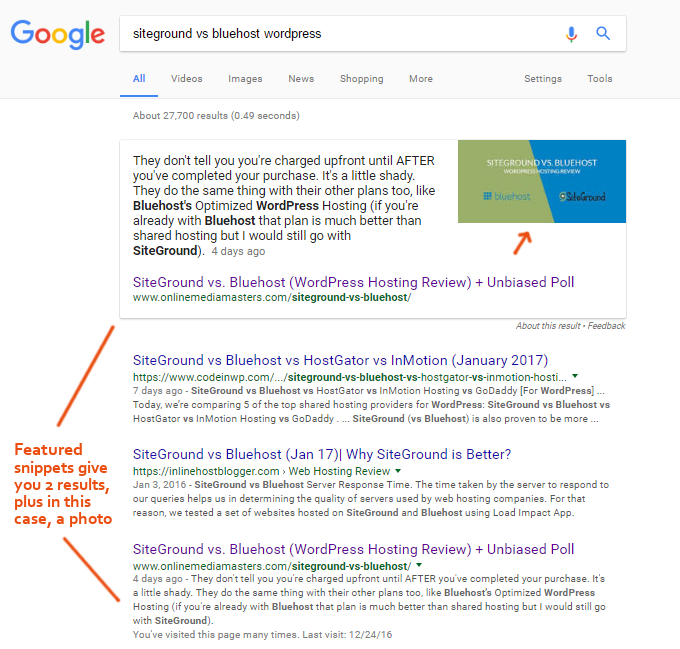 Google
siteground vs bluehost wordpress
All Videos Images News Shopping More Settings Tools
About 27,700 results (0.49 seconds)
They don't tell you you're charged upfront until AFTER
you've completed your purchase. It's a little shady.
They do the same thing with their other plans too, like
Bluehost's Optimized WordPress Hosting (if you're
already with Bluehost that plan is much better than
shared hosting but I would still go with
SiteGround). 4 days ago
SITEGROUND VS. BLUEHOST
WORDPRESS HOSTING REVIEW
bluehost SiteGround
SiteGround vs. Bluehost (WordPress Hosting Review) + Unbiased Poll
www.onlinemediamasters.com/siteground-vs-bluehost/
About this result • Feedback
SiteGround vs Bluehost vs HostGator vs InMotion (January 2017)
https://www.codeinwp.com/.../siteground-vs-bluehost-vs-hostgator-vs-inmotion-hosti...
7 days ago - SiteGround vs Bluehost vs HostGator vs InMotion Hosting vs GoDaddy [For WordPress] ...
Today, we're comparing 5 of the top shared hosting providers for WordPress: SiteGround vs Bluehost vs
HostGator vs InMotion Hosting vs GoDaddy . ... SiteGround (vs Bluehost) is also proven to be more ...
SiteGround vs Bluehost (Jan 17)| Why SiteGround is Better?
https://inlinehostblogger.com › Web Hosting Review
Jan 3, 2016 - SiteGround vs Bluehost Server Response Time. The time taken by the server to respond to
our queries helps us in determining the quality of servers used by web hosting companies. For that
reason, we tested a set of websites hosted on SiteGround and Bluehost using Load Impact App.
SiteGround vs. Bluehost (WordPress Hosting Review) + Unbiased Poll
www.onlinemediamasters.com/siteground-vs-bluehost/
4 days ago - They don't tell you you're charged upfront until AFTER you've completed your purchase. It's
a little shady. They do the same thing with their other plans too, like Bluehost's Optimized WordPress
Hosting (if you're already with Bluehost that plan is much better than shared hosting but I would still go
with SiteGround).
You've visited this page many times. Last visit: 12/24/16
Featured
snippets give
you 2 results,
plus in this
case, a photo